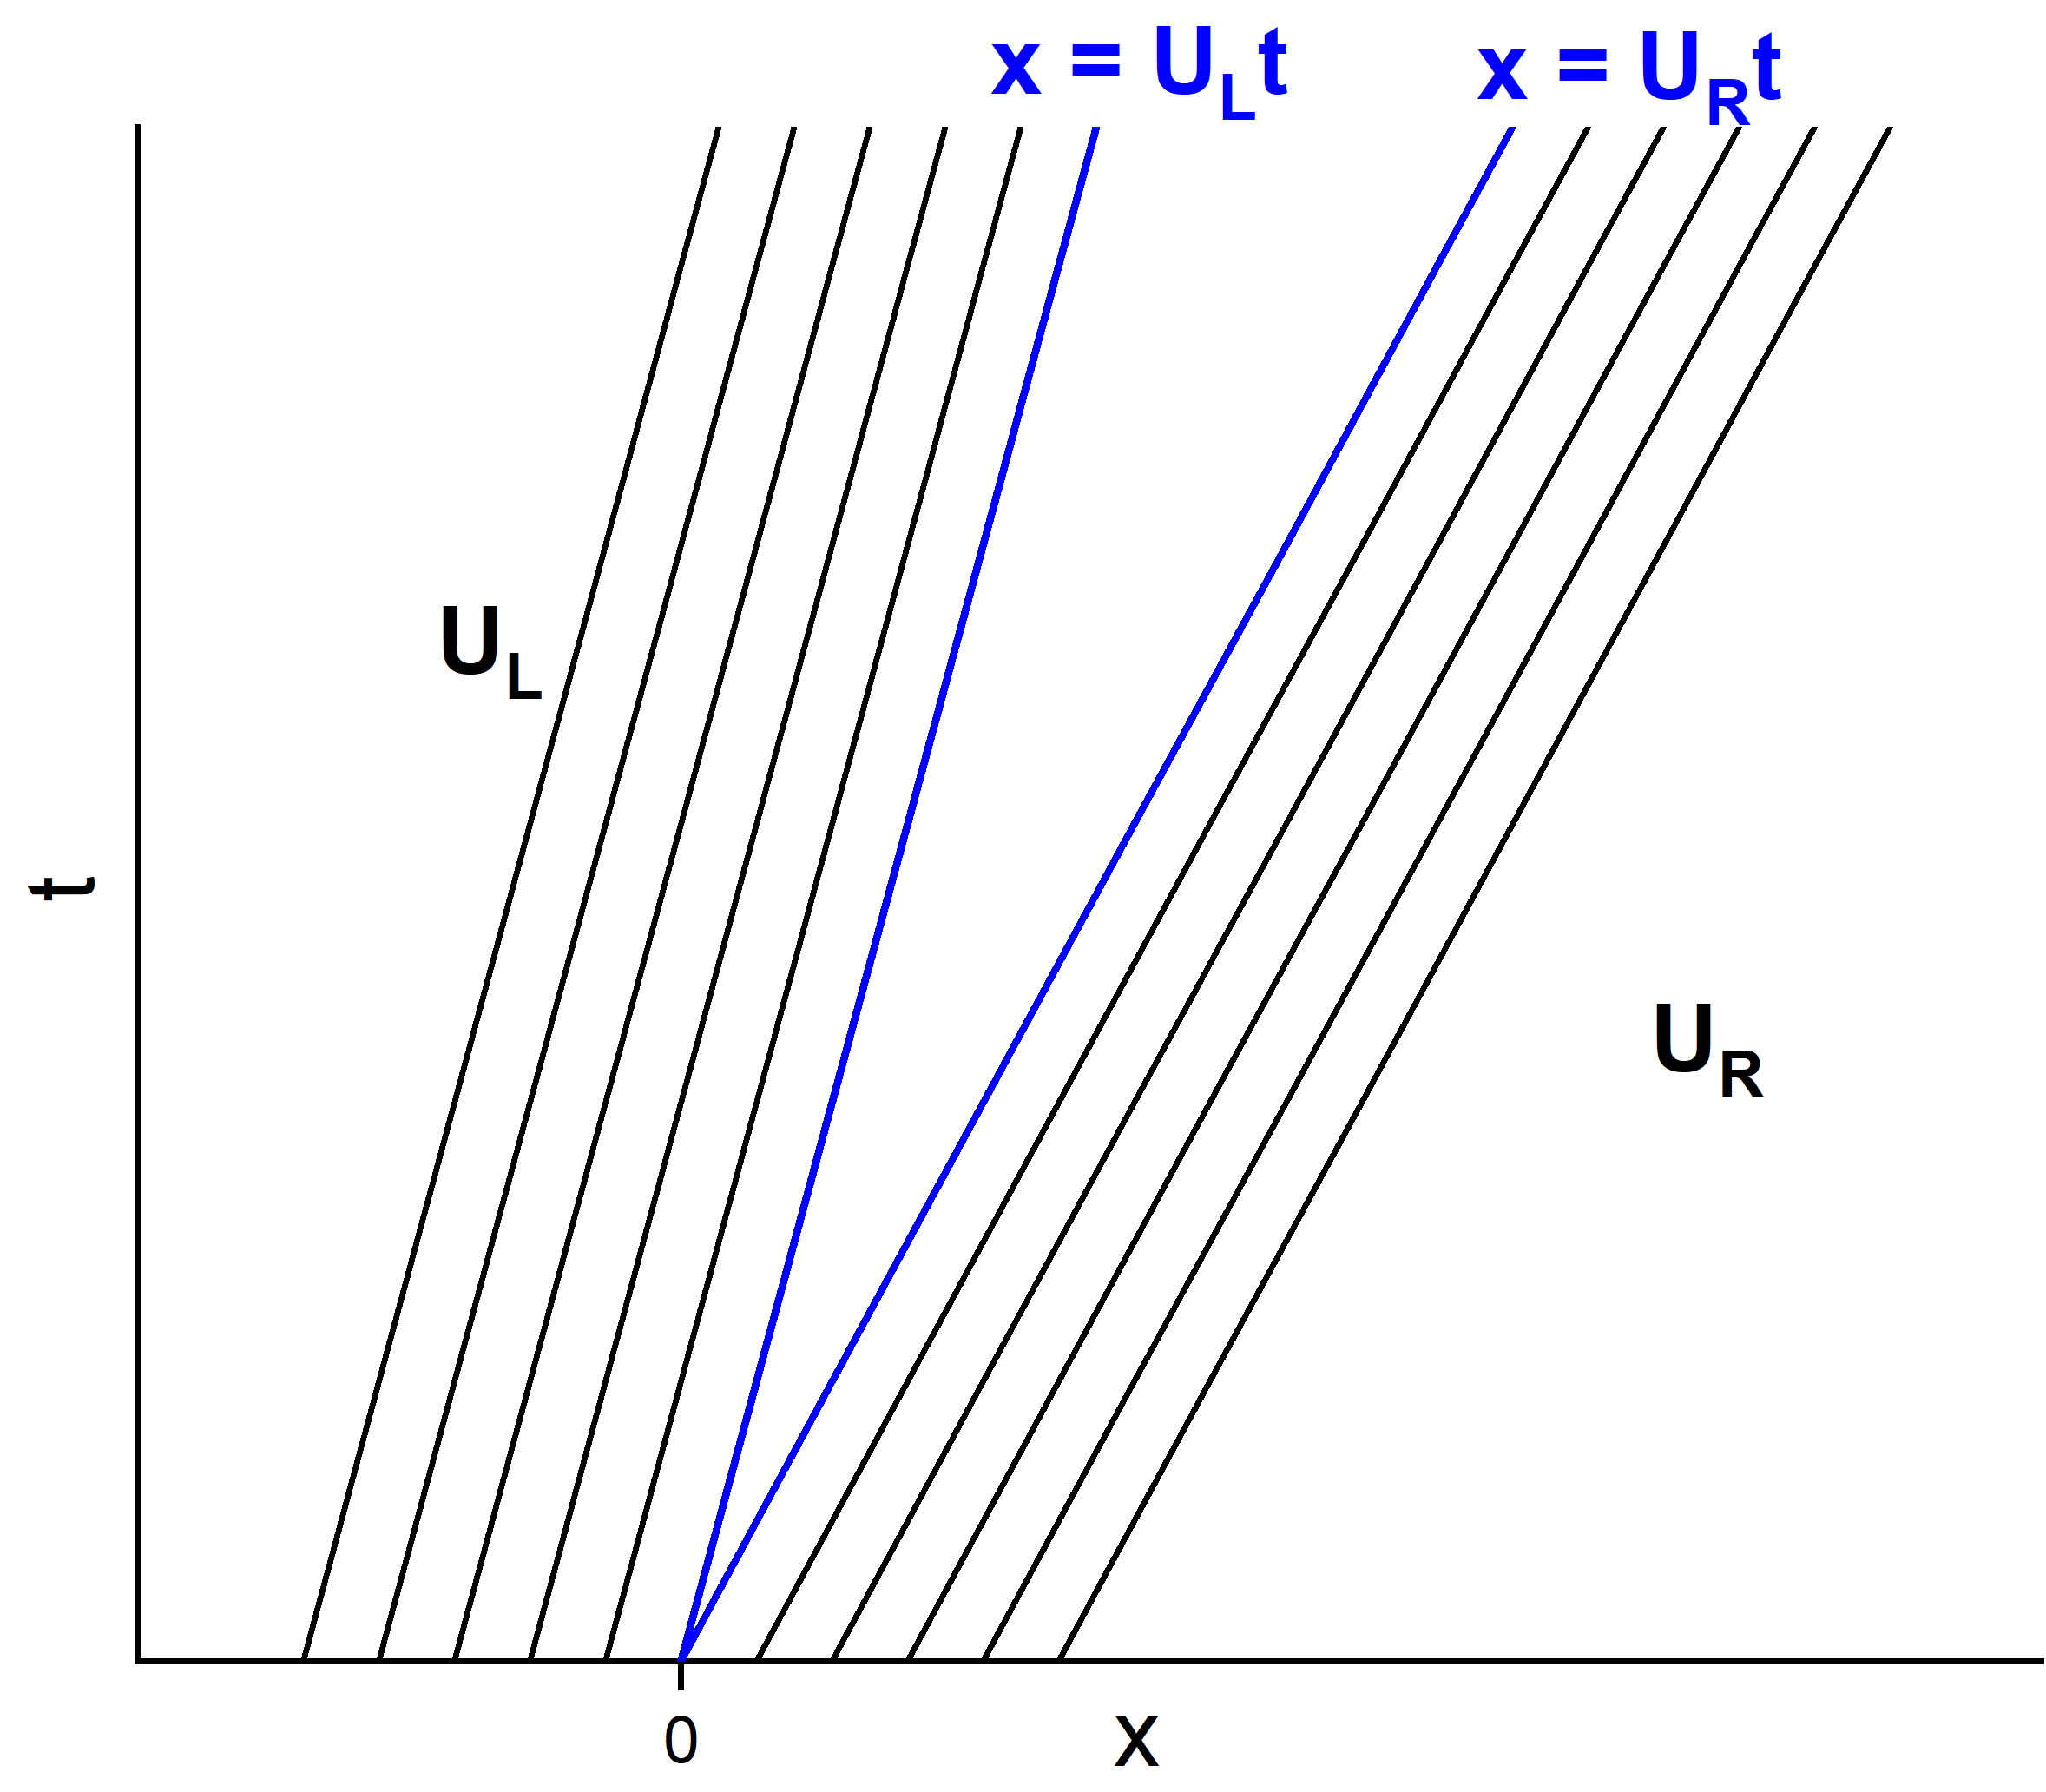 x = U_L t
x = U_R t
U_L
t
U_R
0
x